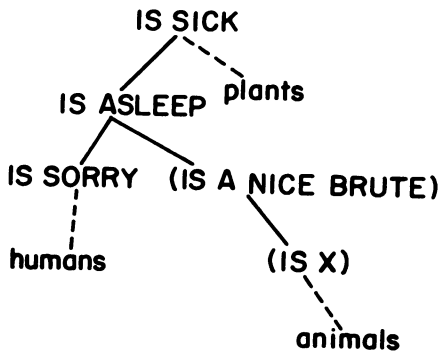 IS SICK
plants
IS ASLEEP
IS SORRY
(IS A NICE BRUTE)
humans
(IS X)
animals